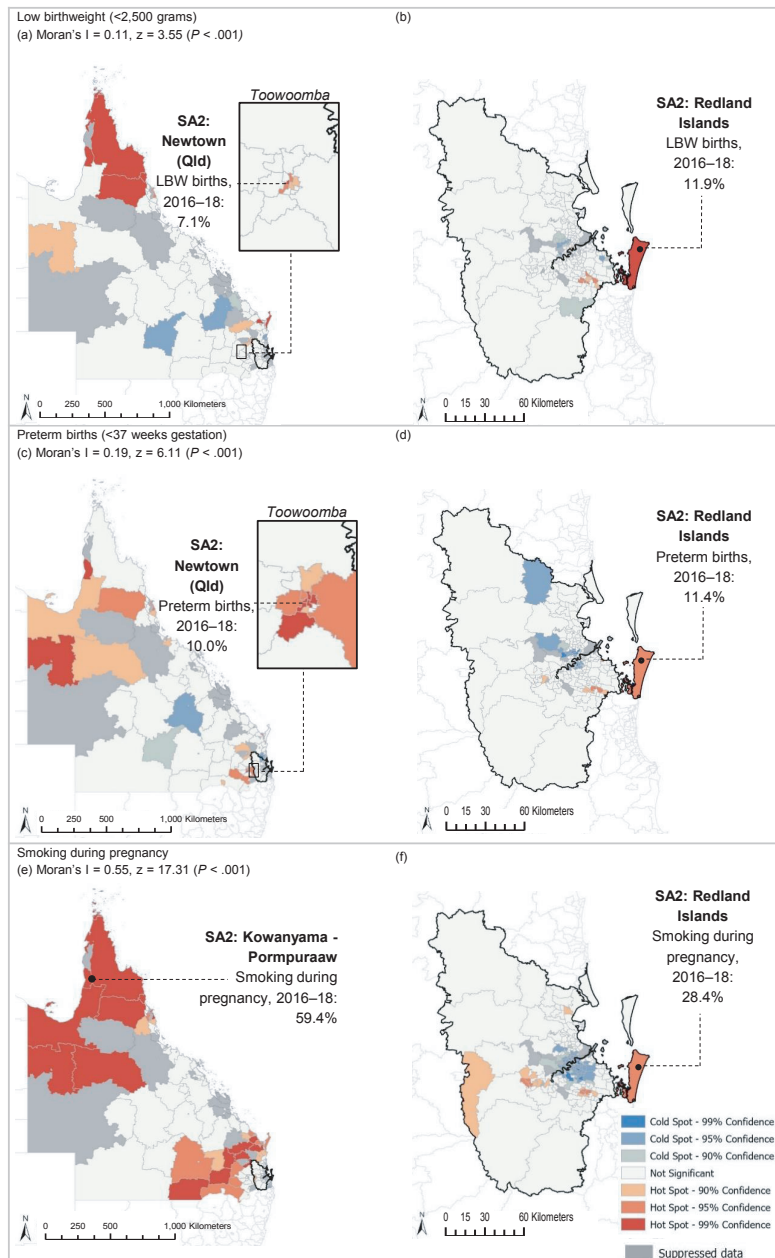 Low birthweight (<2,500 grams)
(a) Moran's I = 0.11, z = 3.55 (P < .001)
(b)
Toowoomba
SA2:
Newtown
(Qld)
LBW births,
2016–18:
7.1%
SA2: Redland
Islands
LBW births,
2016–18:
11.9%
N
0 250 500 1,000 Kilometers
N
0 15 30 60 Kilometers
Preterm births (<37 weeks gestation)
(c) Moran's I = 0.19, z = 6.11 (P < .001)
(d)
Toowoomba
SA2:
Newtown
(Qld)
Preterm births,
2016–18:
10.0%
SA2: Redland
Islands
Preterm births,
2016–18:
11.4%
N
0 250 500 1,000 Kilometers
N
0 15 30 60 Kilometers
Smoking during pregnancy
(e) Moran's I = 0.55, z = 17.31 (P < .001)
(f)
SA2: Kowanyama -
Pormpuraaw
Smoking during
pregnancy, 2016–18:
59.4%
SA2: Redland
Islands
Smoking during
pregnancy,
2016–18:
28.4%
N
0 250 500 1,000 Kilometers
N
0 15 30 60 Kilometers
Cold Spot - 99% Confidence
Cold Spot - 95% Confidence
Cold Spot - 90% Confidence
Not Significant
Hot Spot - 90% Confidence
Hot Spot - 95% Confidence
Hot Spot - 99% Confidence
Suppressed data